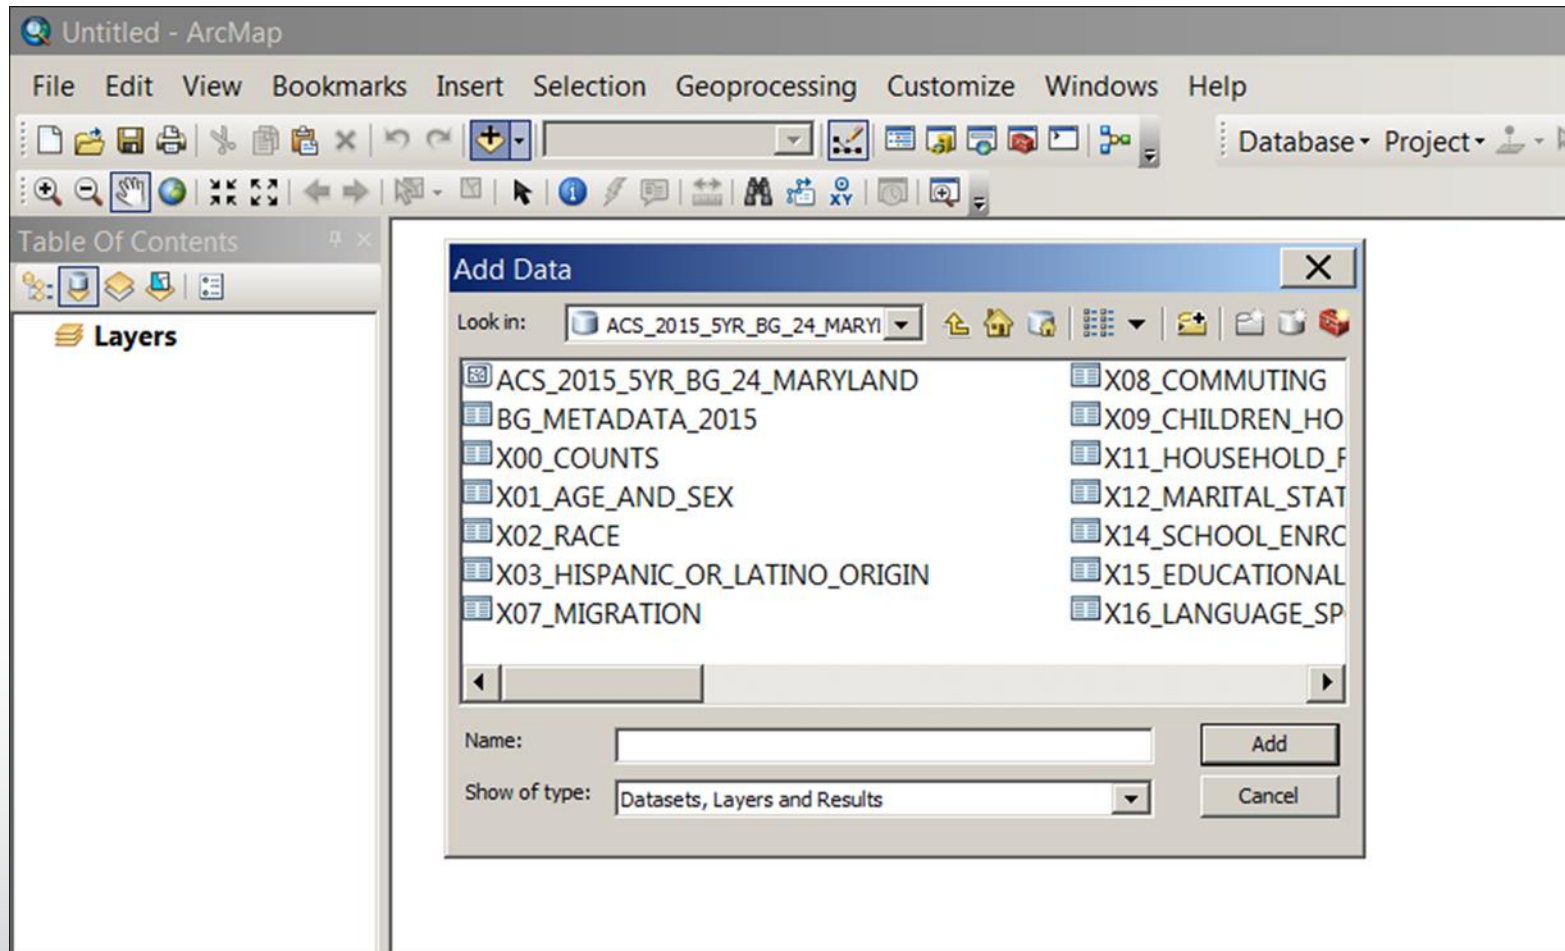 Untitled - ArcMap
File Edit View Bookmarks Insert Selection Geoprocessing Customize Windows Help
Database Project
Table Of Contents
Layers
Add Data
Look in: ACS_2015_5YR_BG_24_MARYI
ACS_2015_5YR_BG_24_MARYLAND
BG_METADATA_2015
X00_COUNTS
X01_AGE_AND_SEX
X02_RACE
X03_HISPANIC_OR_LATINO_ORIGIN
X07_MIGRATION
X08_COMMUTING
X09_CHILDREN_HO
X11_HOUSEHOLD_F
X12_MARITAL_STAT
X14_SCHOOL_ENRO
X15_EDUCATIONAL
X16_LANGUAGE_SP
Name:
Add
Show of type: Datasets, Layers and Results
Cancel